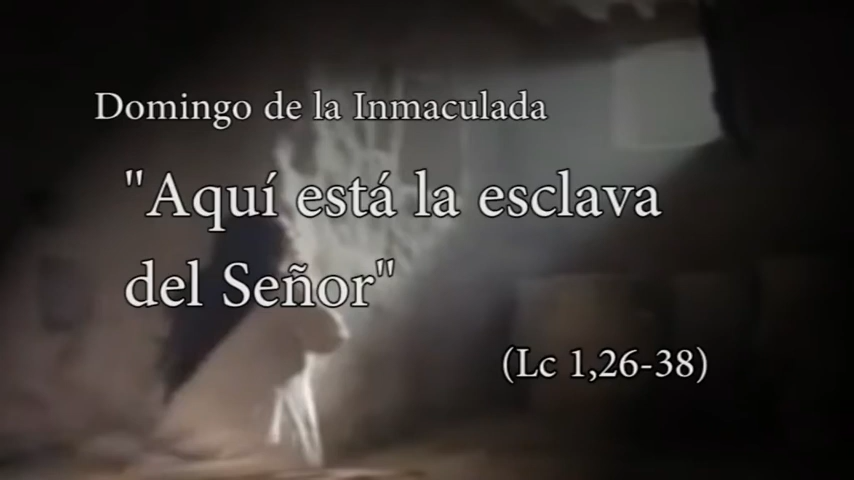 Domingo de la Inmaculada
"Aquí está la esclava
del Señor"
(Lc 1,26-38)